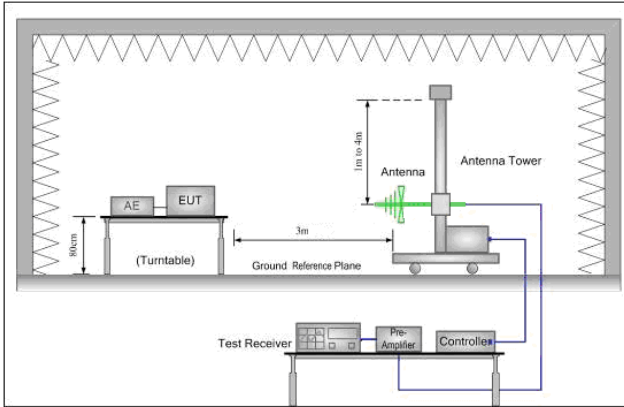 1m to 4m
Antenna
Antenna Tower
AE
EUT
80cm
(Turntable)
3m
Ground Reference Plane
Test Receiver
Pre-
Amplifier
Controller